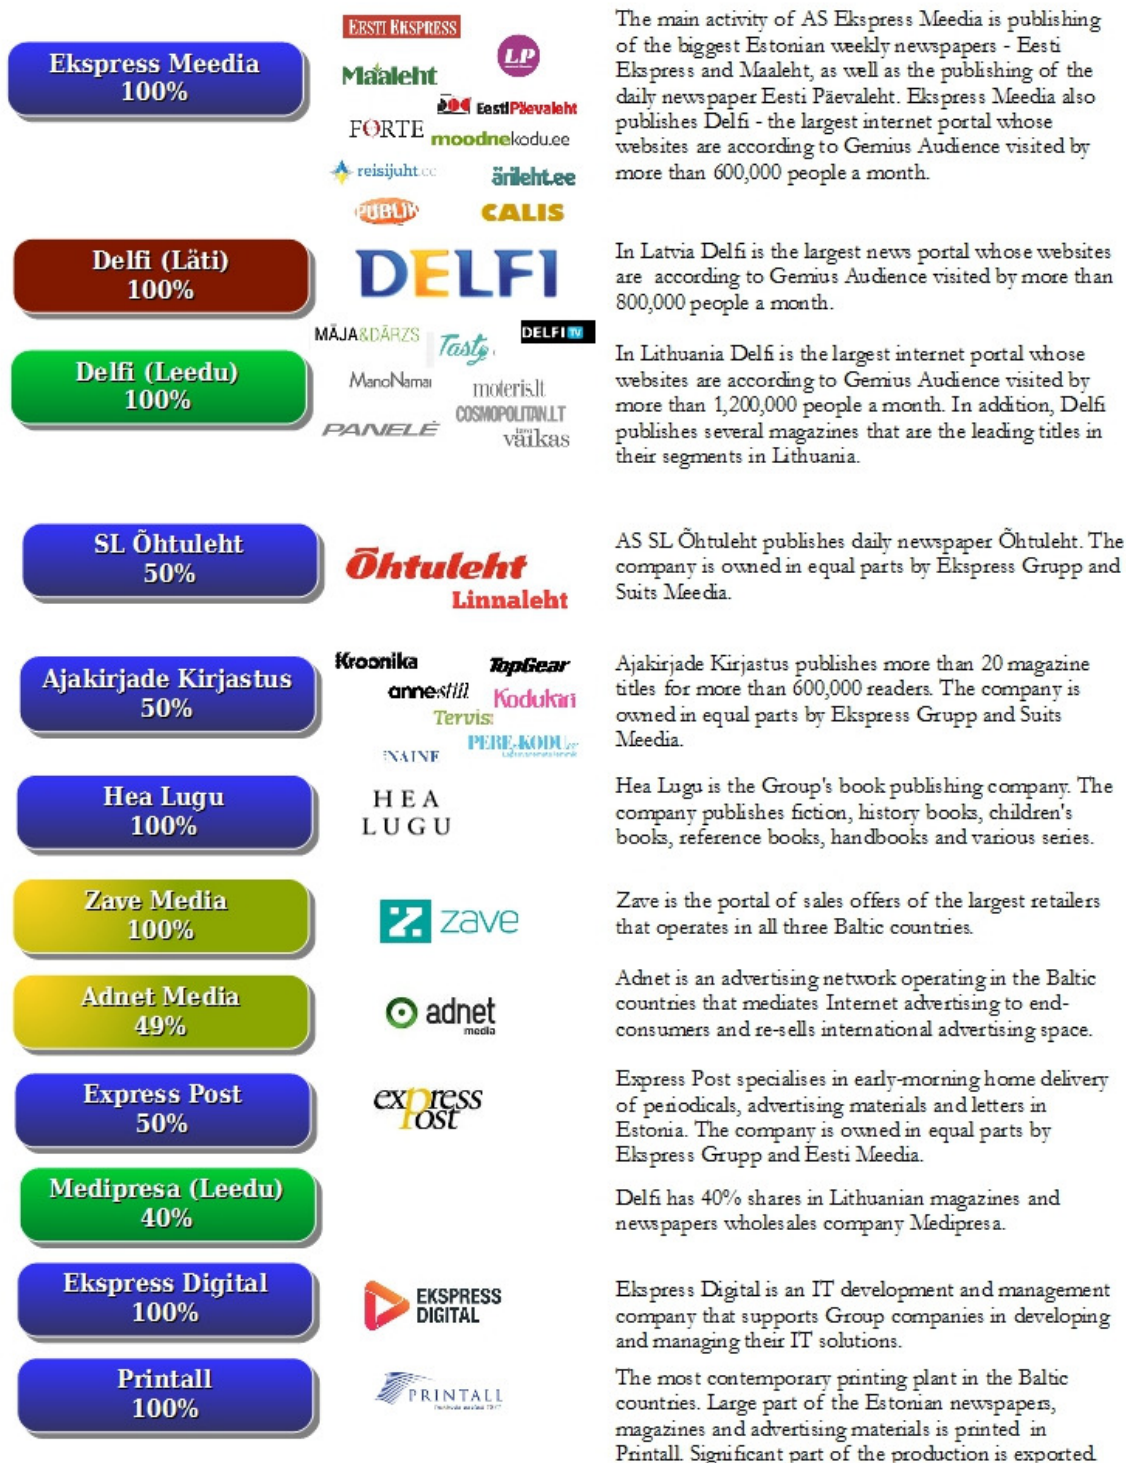 Ekspress Meedia
100%
EESTI EKSPRESS
LP
Maaleht
Eesti Päevaleht
FORTE
moodnekodu.ee
reisijuht.ee
ärileht.ee
PUBLIK
CALIS
The main activity of AS Ekspress Meedia is publishing
of the biggest Estonian weekly newspapers - Eesti
Ekspress and Maaleht, as well as the publishing of the
daily newspaper Eesti Päevaleht. Ekspress Meedia also
publishes Delfi - the largest internet portal whose
websites are according to Gemius Audience visited by
more than 600,000 people a month.
Delfi (Läti)
100%
DELFI
In Latvia Delfi is the largest news portal whose websites
are according to Gemius Audience visited by more than
800,000 people a month.
MĀJA&DĀRZS
Tasty
DELFI TV
Delfi (Leedu)
100%
ManoNamai
moteris.lt
COSMOPOLITAN.LT
PANELĖ
vaikas
In Lithuania Delfi is the largest internet portal whose
websites are according to Gemius Audience visited by
more than 1,200,000 people a month. In addition, Delfi
publishes several magazines that are the leading titles in
their segments in Lithuania.
SL Õhtuleht
50%
Õhtuleht
Linnaleht
AS SL Õhtuleht publishes daily newspaper Õhtuleht. The
company is owned in equal parts by Ekspress Grupp and
Suits Meedia.
Ajakirjade Kirjastus
50%
Kroonika
TopGear
annestiil
Kodukiri
Tervis
NAINE
PERE-KODU.ee
Ajakirjade Kirjastus publishes more than 20 magazine
titles for more than 600,000 readers. The company is
owned in equal parts by Ekspress Grupp and Suits
Meedia.
Hea Lugu
100%
HEA
LUGU
Hea Lugu is the Group's book publishing company. The
company publishes fiction, history books, children's
books, reference books, handbooks and various series.
Zave Media
100%
zave
Zave is the portal of sales offers of the largest retailers
that operates in all three Baltic countries.
Adnet Media
49%
adnet
media
Adnet is an advertising network operating in the Baltic
countries that mediates Internet advertising to end-
consumers and re-sells international advertising space.
Express Post
50%
express
Post
Express Post specialises in early-morning home delivery
of periodicals, advertising materials and letters in
Estonia. The company is owned in equal parts by
Ekspress Grupp and Eesti Meedia.
Medipresa (Leedu)
40%
Delfi has 40% shares in Lithuanian magazines and
newspapers wholesales company Medipresa.
Ekspress Digital
100%
EKSPRESS
DIGITAL
Ekspress Digital is an IT development and management
company that supports Group companies in developing
and managing their IT solutions.
Printall
100%
PRINTALL
The most contemporary printing plant in the Baltic
countries. Large part of the Estonian newspapers,
magazines and advertising materials is printed in
Printall. Significant part of the production is exported.